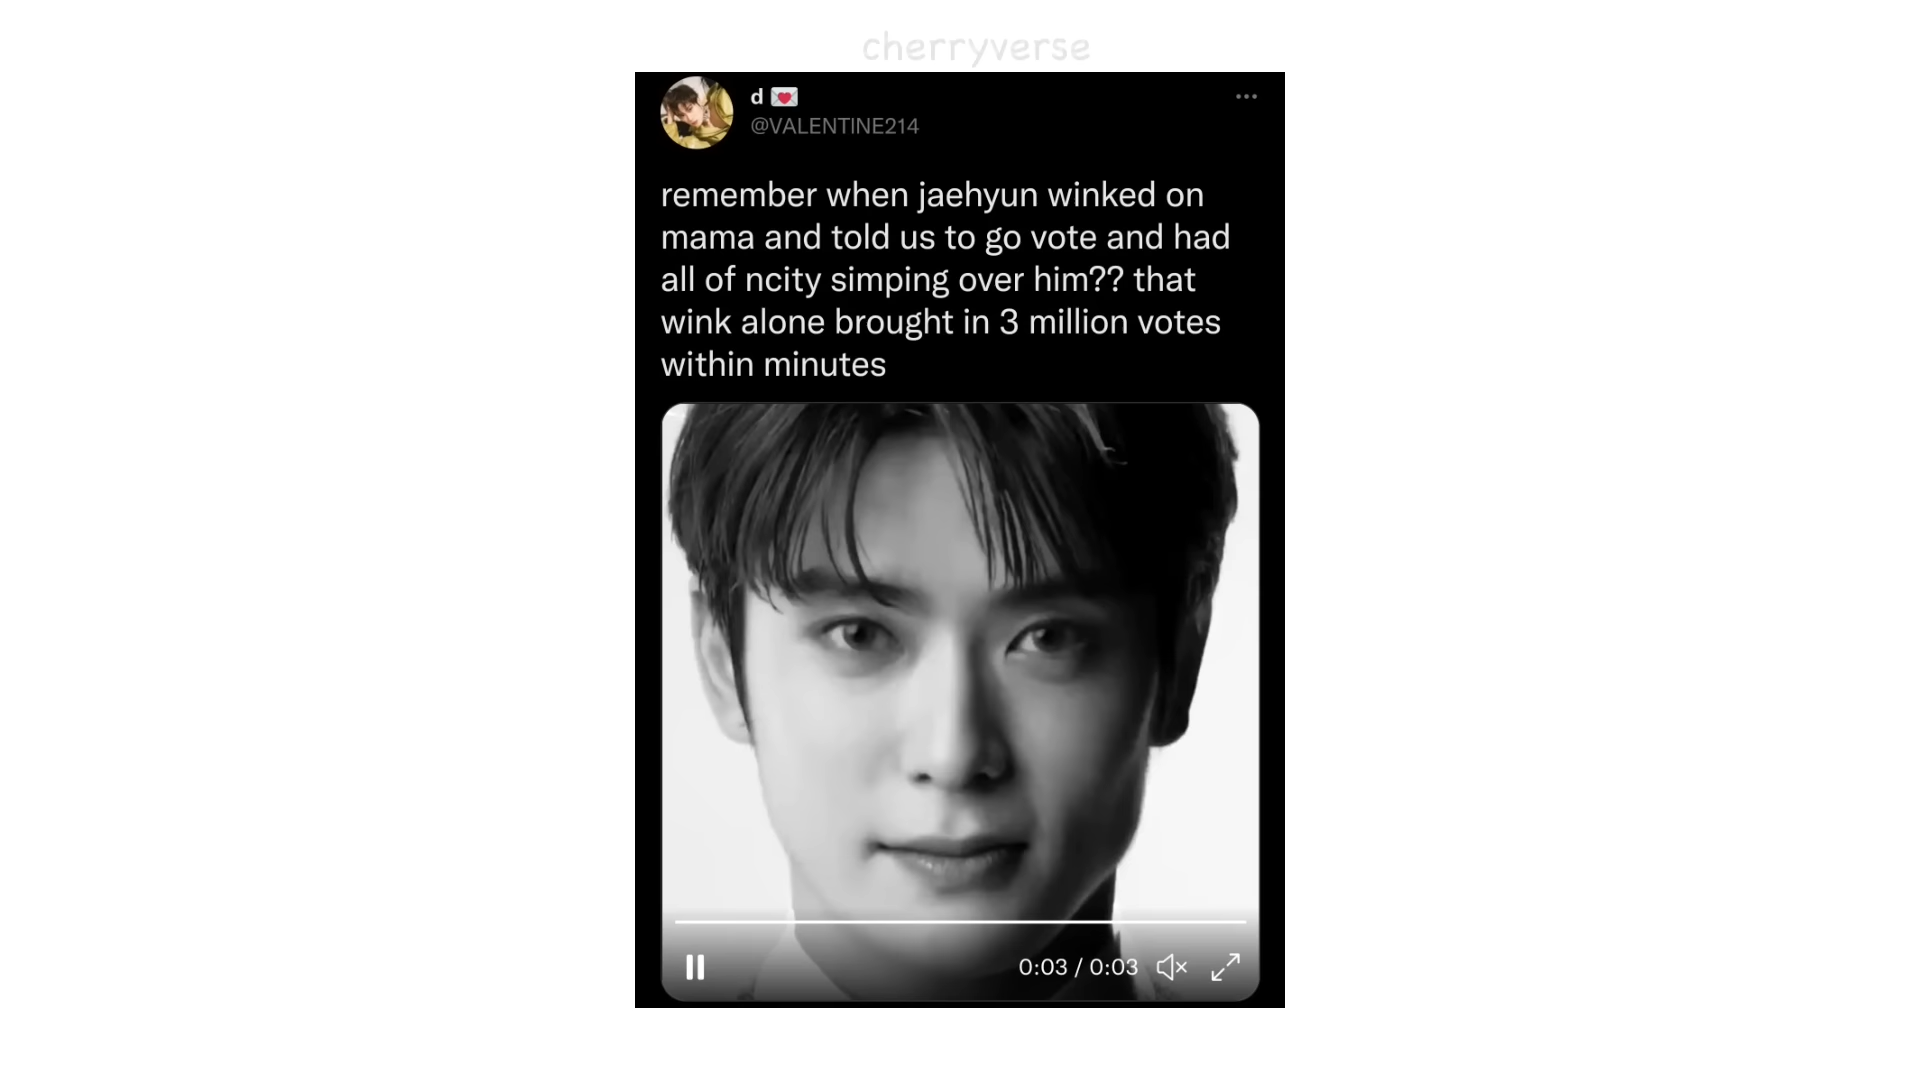 cherryverse
d 💌
@VALENTINE214
remember when jaehyun winked on
mama and told us to go vote and had
all of ncity simping over him?? that
wink alone brought in 3 million votes
within minutes
0:03 / 0:03